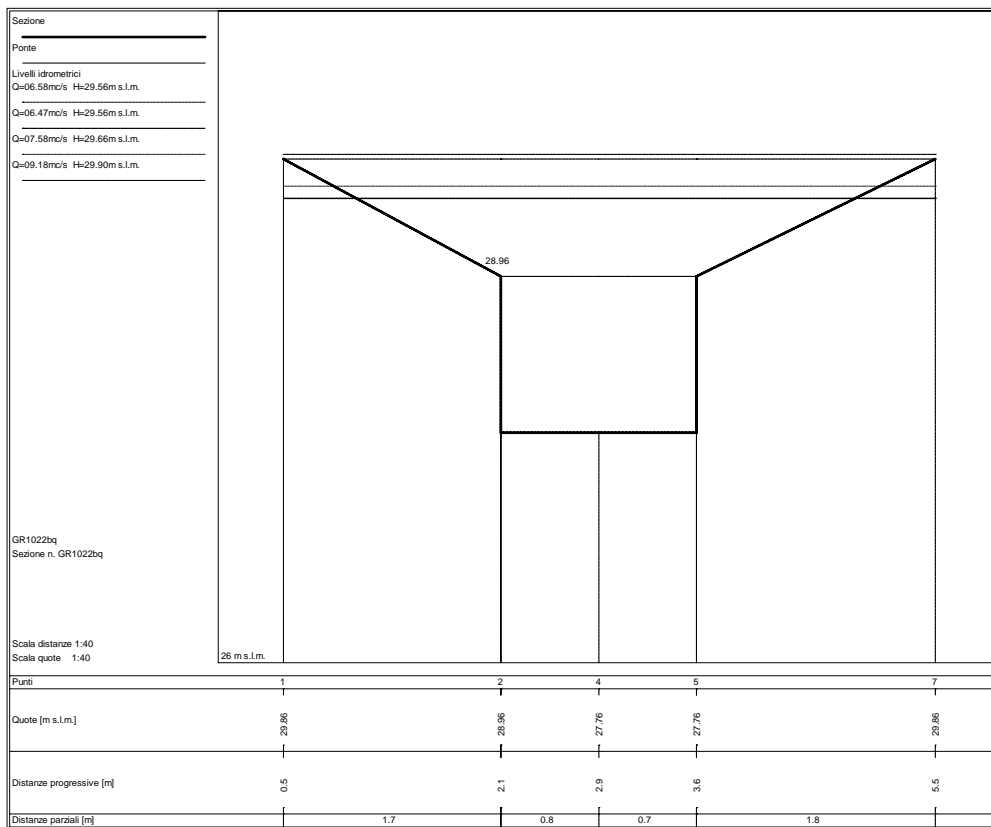 Sezione
Ponte
Livelli idrometrici
Q=06.58mc/s H=29.56m s.l.m.
Q=06.47mc/s H=29.56m s.l.m.
Q=07.58mc/s H=29.66m s.l.m.
Q=09.18mc/s H=29.90m s.l.m.
28.96
GR1022bq
Sezione n. GR1022bq
Scala distanze 1:40
Scala quote 1:40
26 m s.l.m.
Punti 1 2 4 5 7
Quote [m s.l.m.] 29.86 28.96 27.76 27.76 29.86
Distanze progressive [m] 0.5 2.1 2.9 3.6 5.5
Distanze parziali [m] 1.7 0.8 0.7 1.8